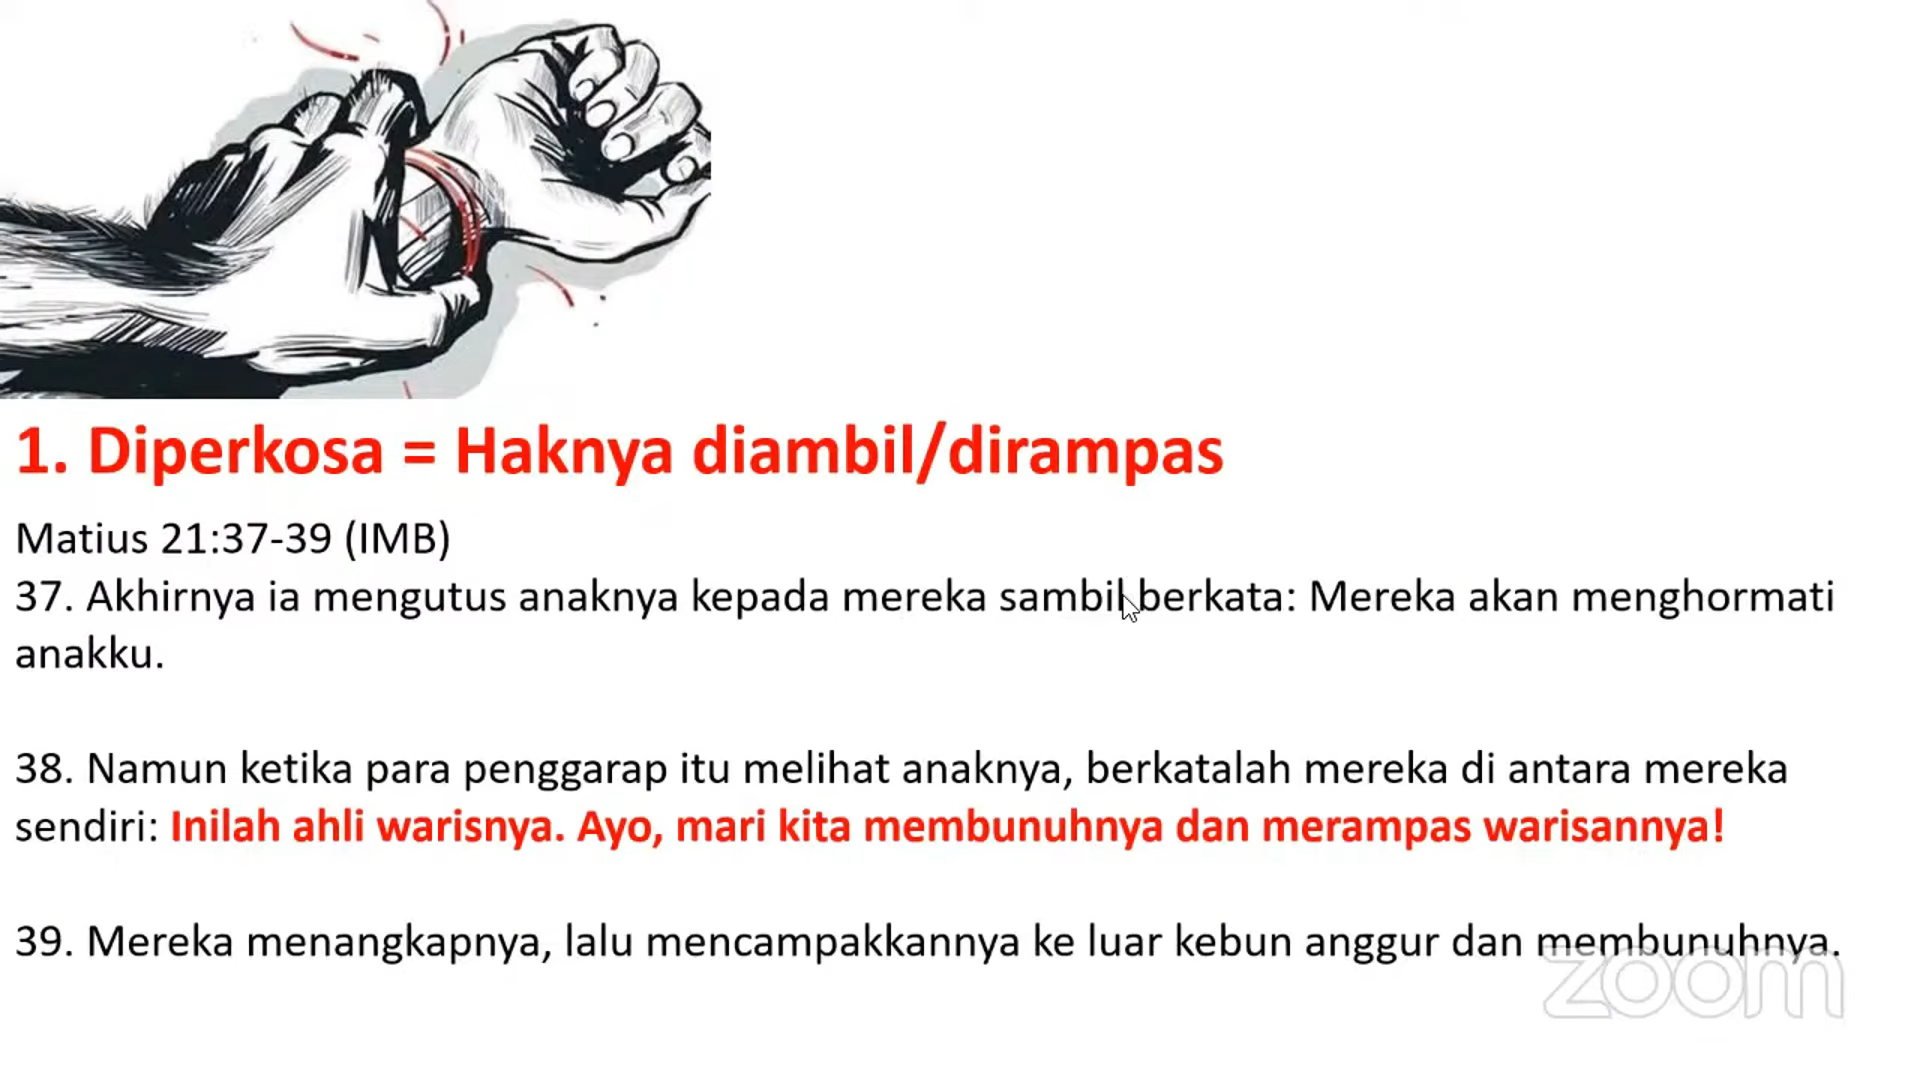 1. Diperkosa = Haknya diambil/dirampas
Matius 21:37-39 (IMB)
37. Akhirnya ia mengutus anaknya kepada mereka sambil berkata: Mereka akan menghormati
anakku.
38. Namun ketika para penggarap itu melihat anaknya, berkatalah mereka di antara mereka
sendiri: Inilah ahli warisnya. Ayo, mari kita membunuhnya dan merampas warisannya!
39. Mereka menangkapnya, lalu mencampakkannya ke luar kebun anggur dan membunuhnya.
zoom